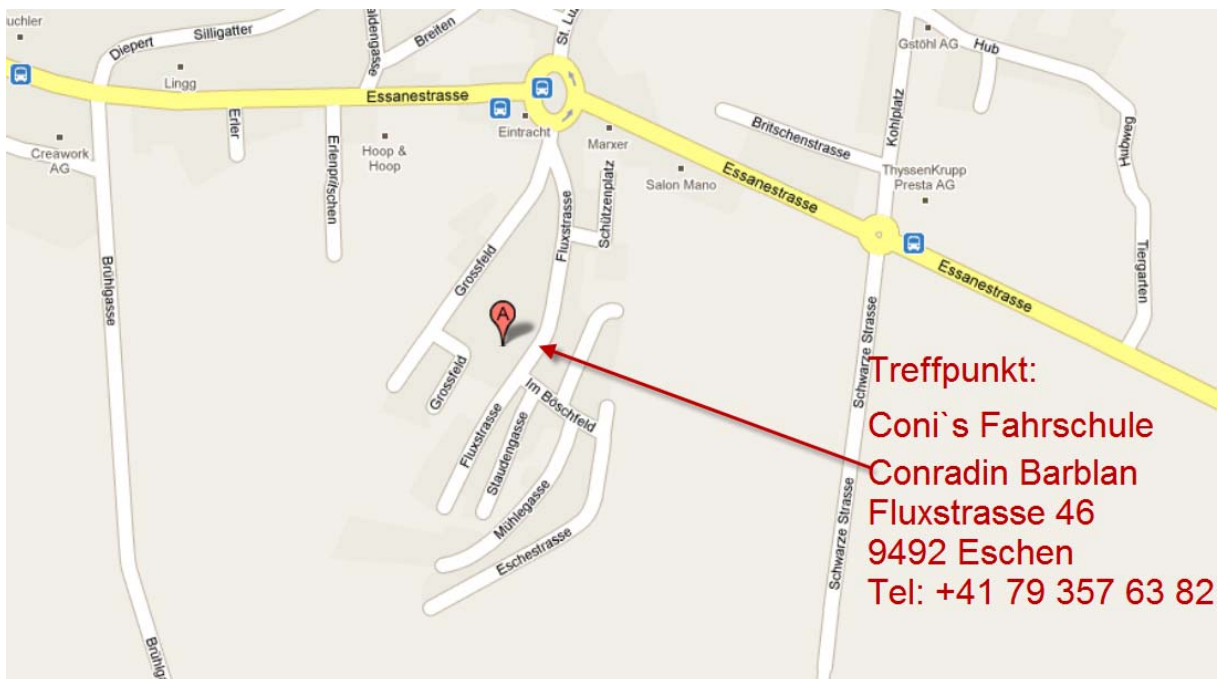 uchler
Diepert
Silligatter
aidengasse
Breiten
St. Lu
Gstöhl AG
Hub
Lingg
Essanestrasse
Kohlplatz
Erler
Erlenpritschen
Eintracht
Marxer
Britschenstrasse
Hubweg
Creawork
AG
Hoop &
Hoop
Salon Mano
Essanestrasse
ThyssenKrupp
Presta AG
Schützenplatz
Fluxstrasse
Grossfeld
Brühlgasse
Essanestrasse
Tiergarten
A
Schwarze Strasse
Grossfeld
Im Böschfeld
Fluxstrasse
Staudengasse
Mühlegasse
Eschestrasse
Schwarze Strasse
Brühl
Treffpunkt:
Coni`s Fahrschule
Conradin Barblan
Fluxstrasse 46
9492 Eschen
Tel: +41 79 357 63 82